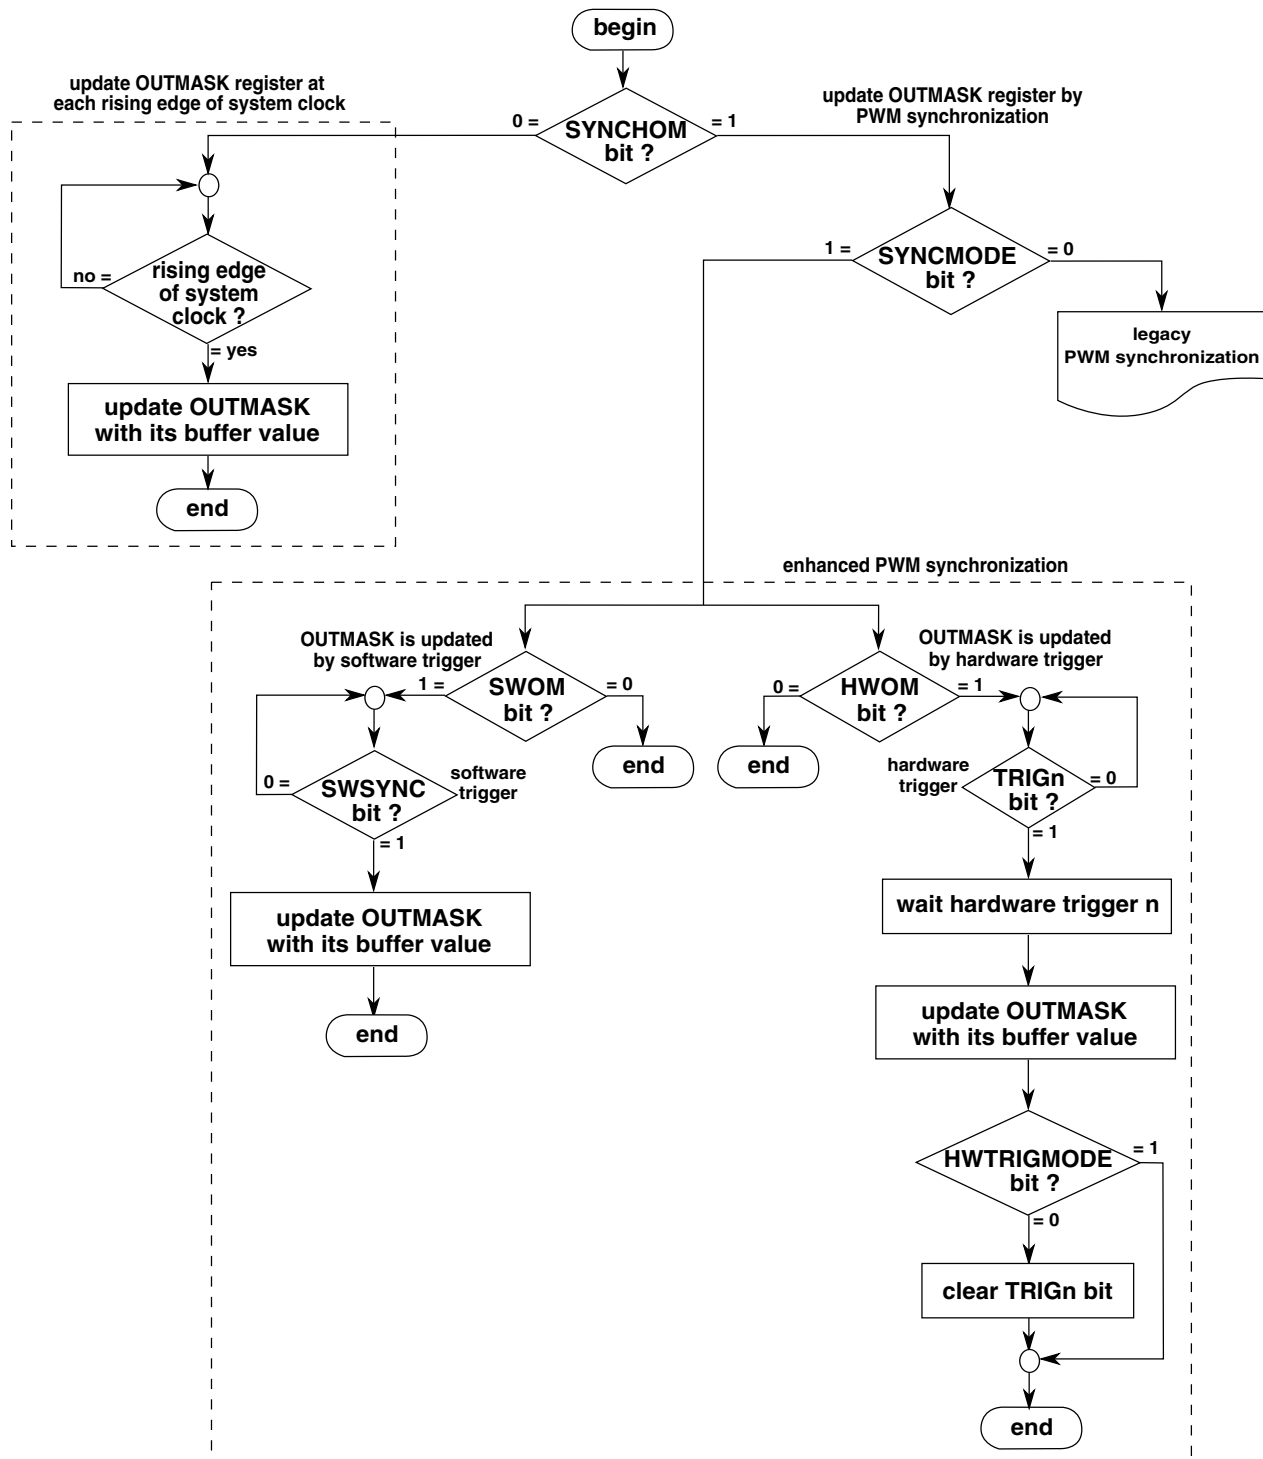 begin
update OUTMASK register at
each rising edge of system clock
update OUTMASK register by
PWM synchronization
0 =
SYNCHOM
bit ?
= 1
1 =
SYNCMODE
bit ?
= 0
no =
rising edge
of system
clock ?
= yes
legacy
PWM synchronization
update OUTMASK
with its buffer value
end
enhanced PWM synchronization
OUTMASK is updated
by software trigger
OUTMASK is updated
by hardware trigger
1 =
SWOM
bit ?
= 0
0 =
HWOM
bit ?
= 1
end
end
0 =
SWSYNC
bit ?
software
trigger
= 1
hardware
trigger
TRIGn
bit ?
= 0
= 1
update OUTMASK
with its buffer value
end
wait hardware trigger n
update OUTMASK
with its buffer value
HWTRIGMODE
bit ?
= 1
= 0
clear TRIGn bit
end